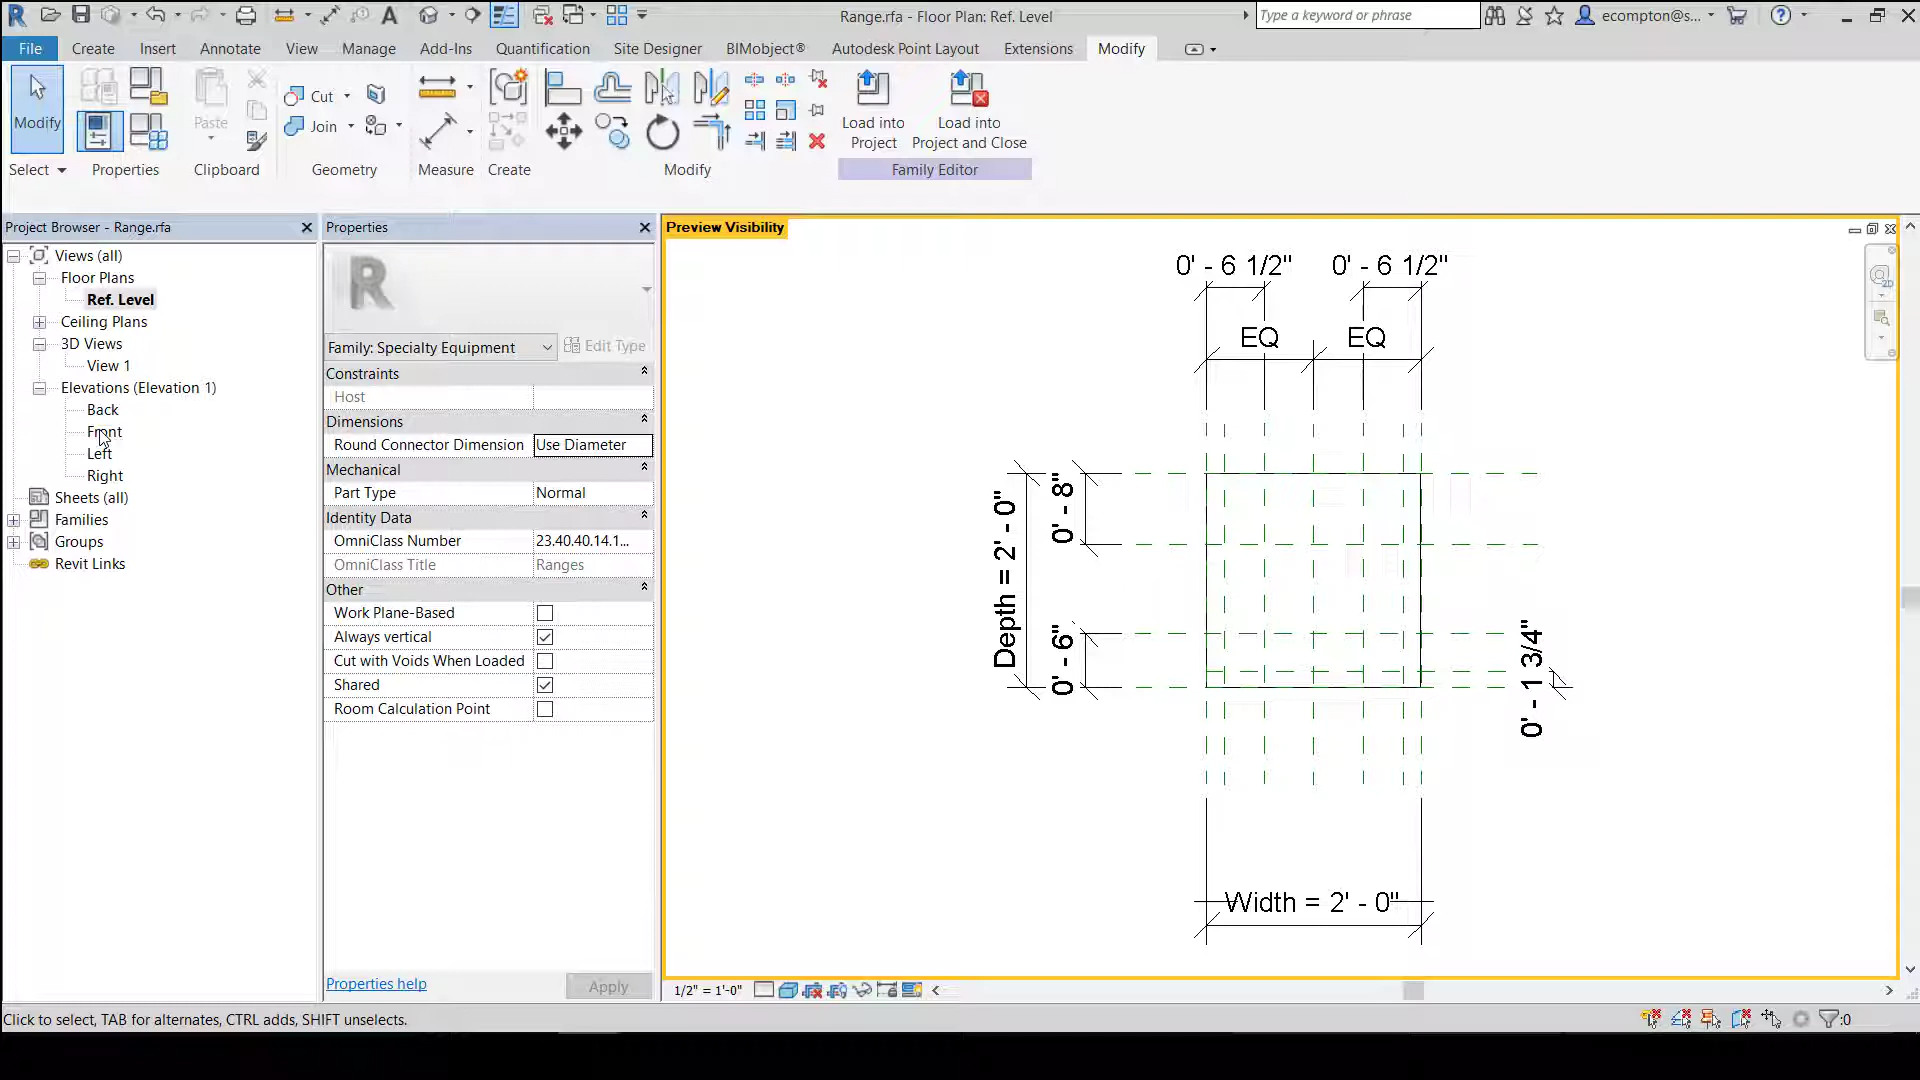 Range.rfa - Floor Plan: Ref. Level
Type a keyword or phrase
ecompton@s...
File Create Insert Annotate View Manage Add-Ins Quantification Site Designer BIMobject® Autodesk Point Layout Extensions Modify
Modify
Paste
Cut
Join
Load into Project
Load into Project and Close
Select Properties Clipboard Geometry Measure Create Modify Family Editor
Project Browser - Range.rfa
Views (all)
Floor Plans
Ref. Level
Ceiling Plans
3D Views
View 1
Elevations (Elevation 1)
Back
Front
Left
Right
Sheets (all)
Families
Groups
Revit Links
Properties
R
Family: Specialty Equipment
Edit Type
Constraints
Host
Dimensions
Round Connector Dimension Use Diameter
Mechanical
Part Type Normal
Identity Data
OmniClass Number 23.40.40.14.1...
OmniClass Title Ranges
Other
Work Plane-Based
Always vertical
Cut with Voids When Loaded
Shared
Room Calculation Point
Properties help
Apply
Preview Visibility
0' - 6 1/2" 0' - 6 1/2"
EQ EQ
Depth = 2' - 0"
0' - 8"
0' - 6"
0' - 1 3/4"
Width = 2' - 0"
2D
1/2" = 1'-0"
Click to select, TAB for alternates, CTRL adds, SHIFT unselects.
:0